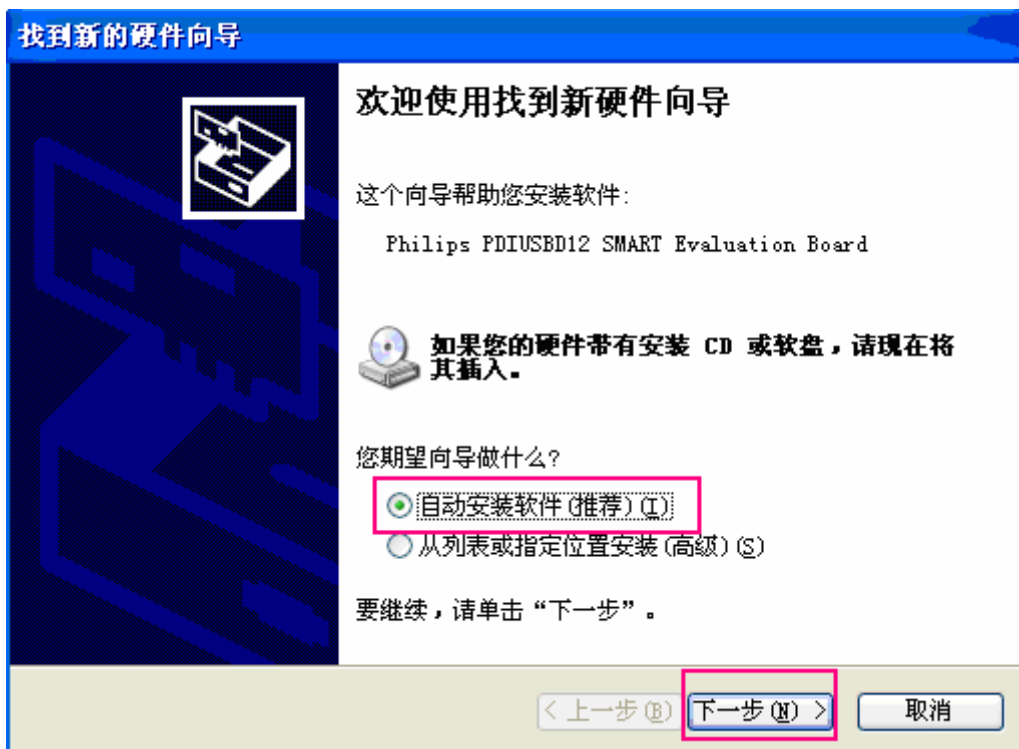 找到新的硬件向导
欢迎使用找到新硬件向导
这个向导帮助您安装软件:
Philips PDIUSBD12 SMART Evaluation Board
如果您的硬件带有安装 CD 或软盘，请现在将
其插入。
您期望向导做什么?
自动安装软件(推荐)(I)
从列表或指定位置安装(高级)(S)
要继续，请单击“下一步”。
< 上一步(B)
下一步(N) >
取消